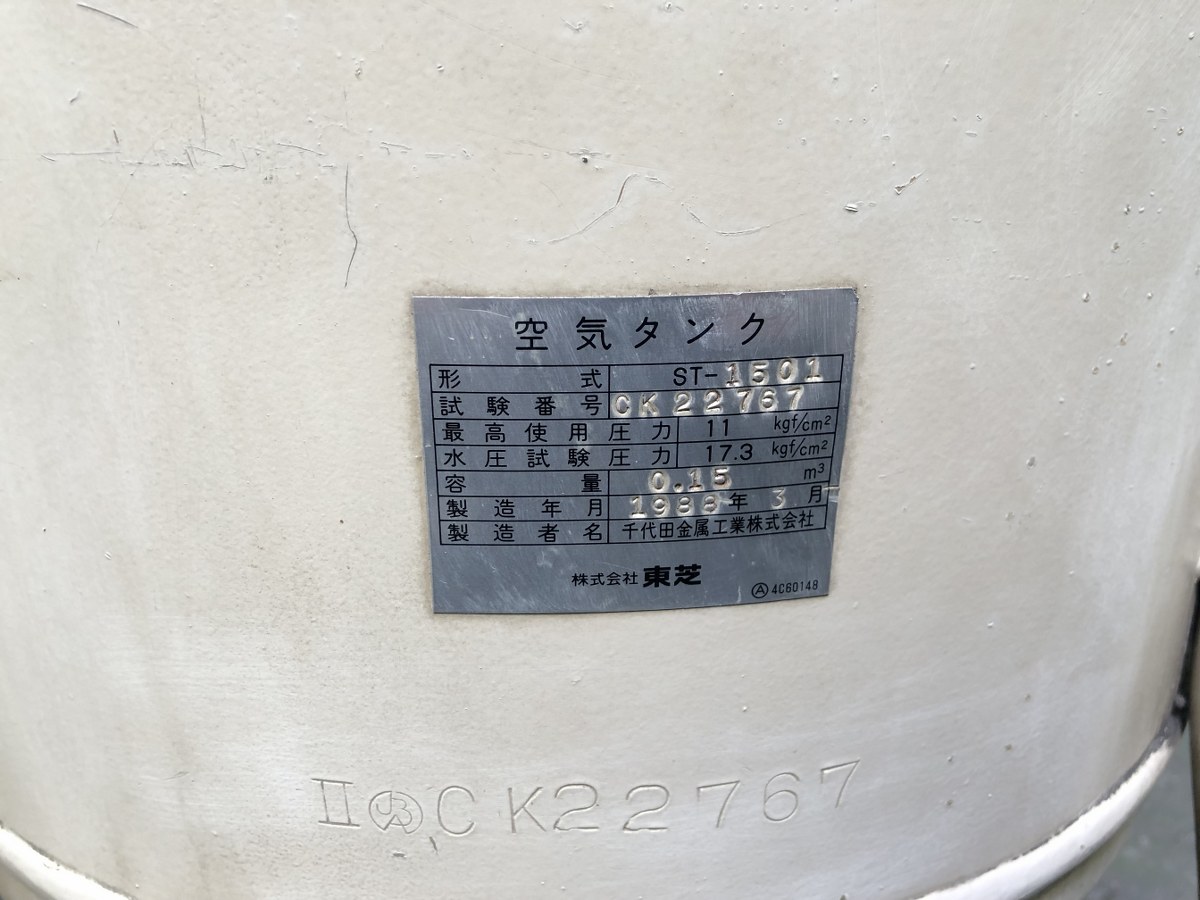 空気タンク
形式 ST-1501
試験番号 CK22767
最高使用圧力 11 kgf/cm²
水圧試験圧力 17.3 kgf/cm²
容量 0.15 m³
製造年月 1988年3月
製造者名 千代田金属工業株式会社
株式会社 東芝
Ⓐ 4C60148
II CK22767